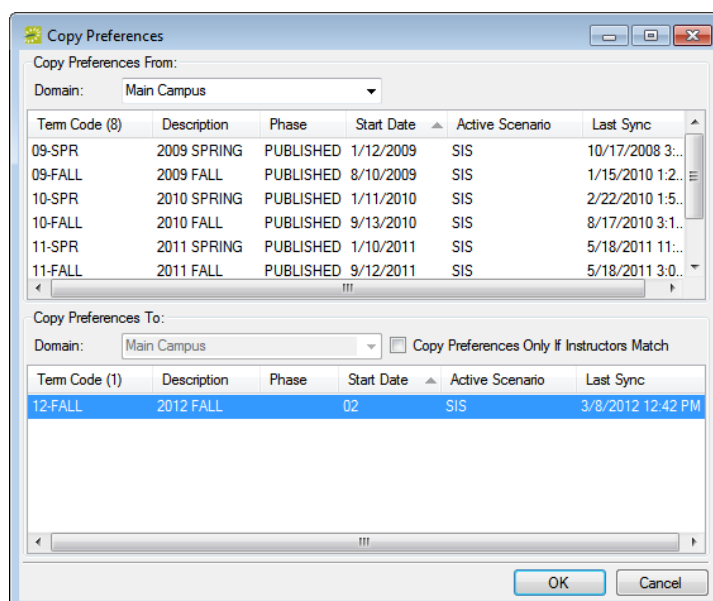 Copy Preferences
Copy Preferences From:
Domain: Main Campus
Term Code (8) Description Phase Start Date Active Scenario Last Sync
09-SPR 2009 SPRING PUBLISHED 1/12/2009 SIS 10/17/2008 3:..
09-FALL 2009 FALL PUBLISHED 8/10/2009 SIS 1/15/2010 1:2..
10-SPR 2010 SPRING PUBLISHED 1/11/2010 SIS 2/22/2010 1:5..
10-FALL 2010 FALL PUBLISHED 9/13/2010 SIS 8/17/2010 3:1..
11-SPR 2011 SPRING PUBLISHED 1/10/2011 SIS 5/18/2011 11:..
11-FALL 2011 FALL PUBLISHED 9/12/2011 SIS 5/18/2011 3:0..
Copy Preferences To:
Domain: Main Campus Copy Preferences Only If Instructors Match
Term Code (1) Description Phase Start Date Active Scenario Last Sync
12-FALL 2012 FALL 02 SIS 3/8/2012 12:42 PM
OK Cancel